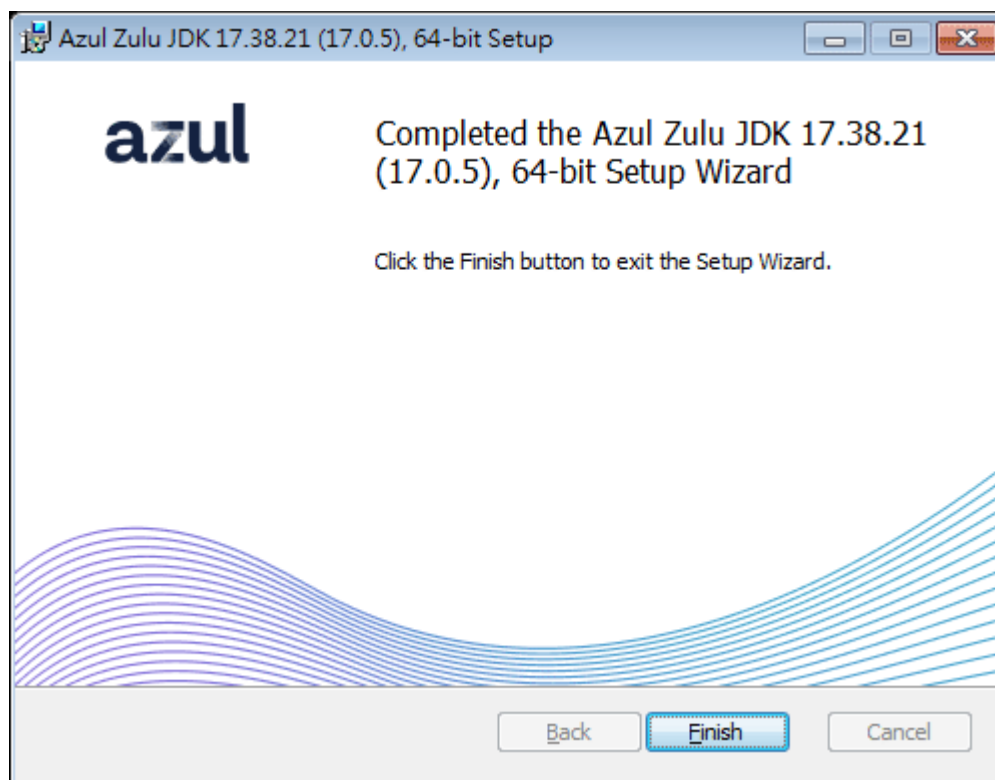 Azul Zulu JDK 17.38.21 (17.0.5), 64-bit Setup
azul
Completed the Azul Zulu JDK 17.38.21
(17.0.5), 64-bit Setup Wizard
Click the Finish button to exit the Setup Wizard.
Back
Finish
Cancel